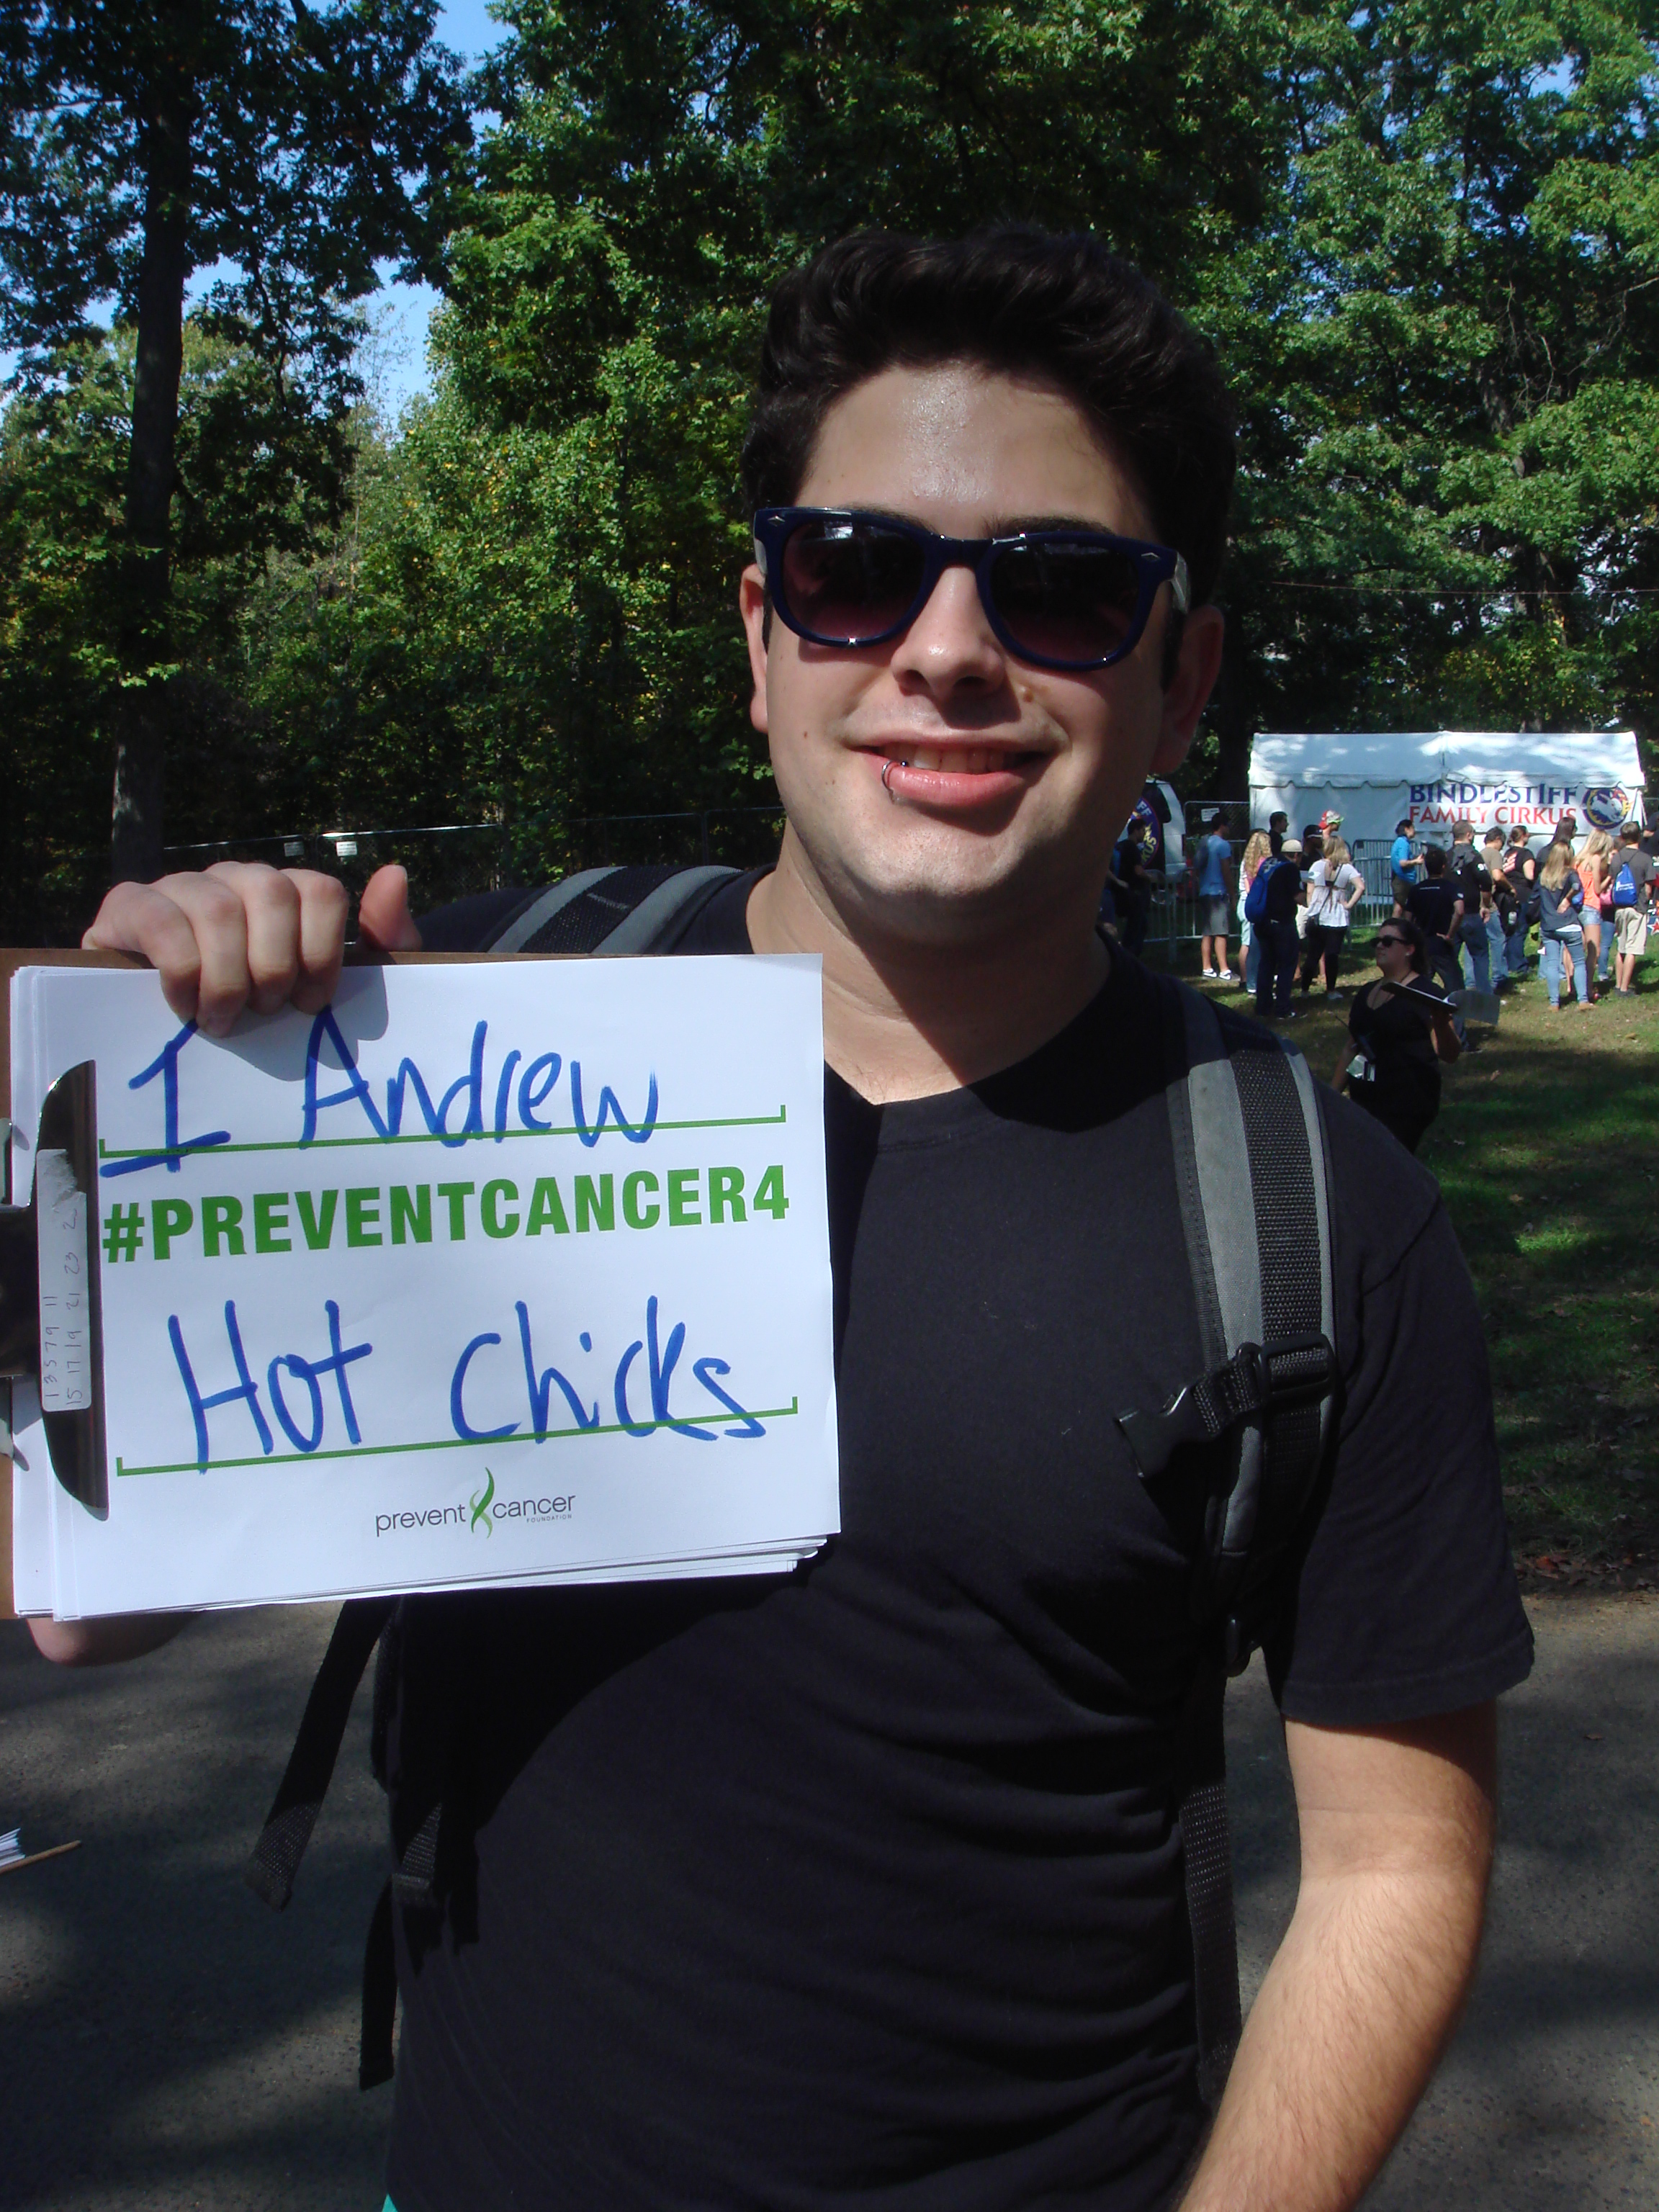 I Andrew
#PREVENTCANCER4
Hot Chicks
prevent cancer
FOUNDATION
BINDLESTIFF
FAMILY CIRKUS